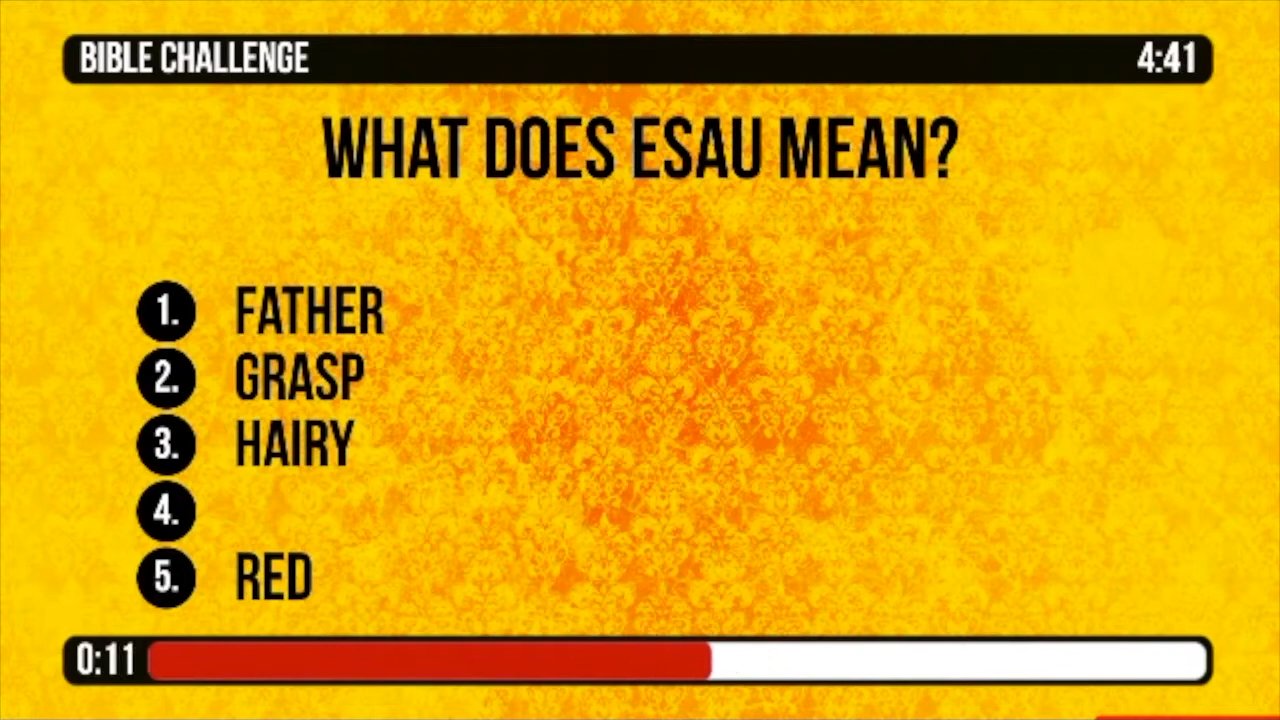 BIBLE CHALLENGE 4:41
WHAT DOES ESAU MEAN?
1. FATHER
2. GRASP
3. HAIRY
4.
5. RED
0:11